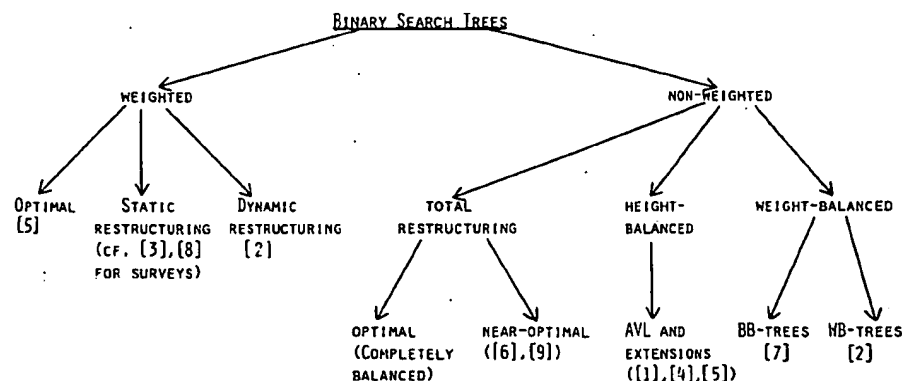 BINARY SEARCH TREES
WEIGHTED
NON-WEIGHTED
OPTIMAL
[5]
STATIC
RESTRUCTURING
(CF. [3],[8]
FOR SURVEYS)
DYNAMIC
RESTRUCTURING
[2]
TOTAL
RESTRUCTURING
HEIGHT-
BALANCED
WEIGHT-BALANCED
OPTIMAL
(COMPLETELY
BALANCED)
NEAR-OPTIMAL
([6],[9])
AVL AND
EXTENSIONS
([1],[4],[5])
BB-TREES
[7]
WB-TREES
[2]